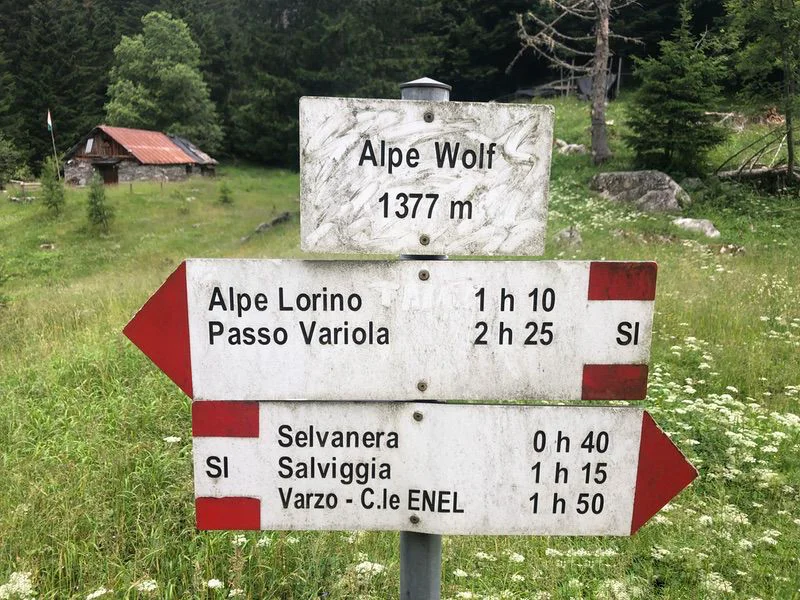 Alpe Wolf
1377 m
Alpe Lorino 1 h 10
Passo Variola 2 h 25
SI
Selvanera 0 h 40
SI Salviggia 1 h 15
Varzo - C.le ENEL 1 h 50